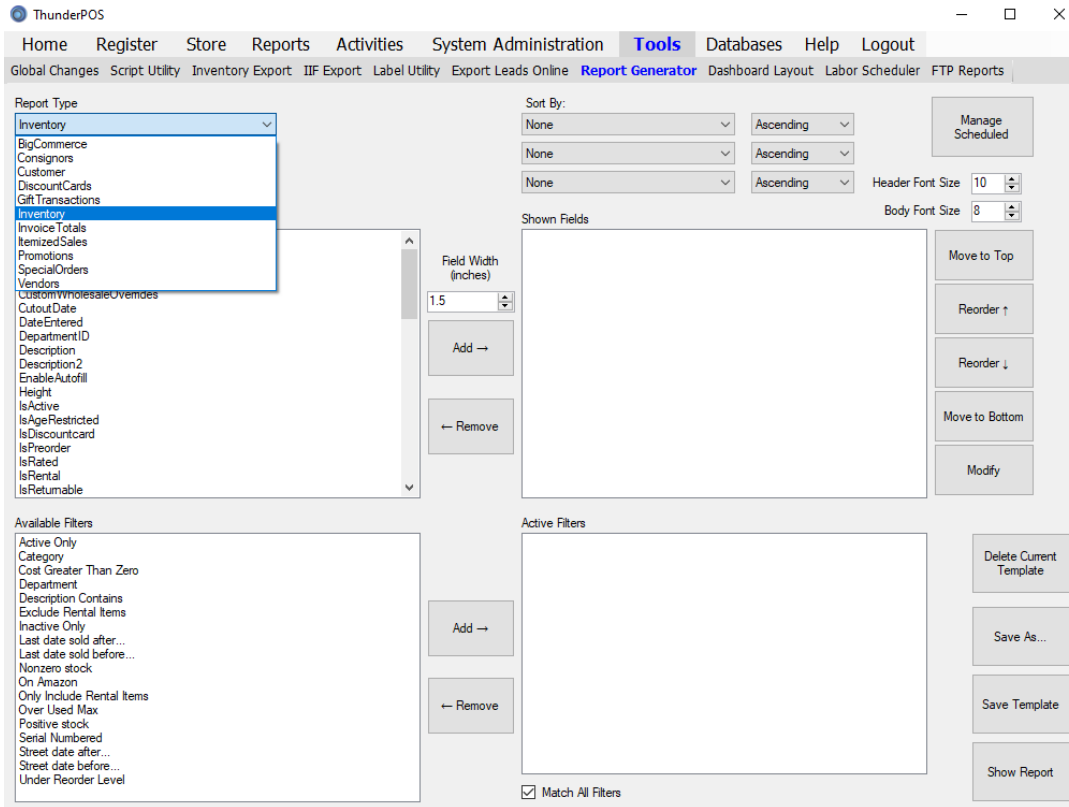 ThunderPOS
Home Register Store Reports Activities System Administration Tools Databases Help Logout
Global Changes Script Utility Inventory Export IIF Export Label Utility Export Leads Online Report Generator Dashboard Layout Labor Scheduler FTP Reports
Report Type
Inventory
BigCommerce
Consignors
Customer
DiscountCards
GiftTransactions
Inventory
InvoiceTotals
ItemizedSales
Promotions
SpecialOrders
Vendors
CustomWholesaleOverrides
CutoutDate
DateEntered
DepartmentID
Description
Description2
EnableAutofill
Height
IsActive
IsAgeRestricted
IsDiscountcard
IsPreorder
IsRated
IsRental
IsReturnable
Field Width
(inches)
1.5
Add →
← Remove
Sort By:
None Ascending
None Ascending
None Ascending
Manage
Scheduled
Header Font Size 10
Body Font Size 8
Shown Fields
Move to Top
Reorder ↑
Reorder ↓
Move to Bottom
Modify
Available Filters
Active Only
Category
Cost Greater Than Zero
Department
Description Contains
Exclude Rental Items
Inactive Only
Last date sold after...
Last date sold before...
Nonzero stock
On Amazon
Only Include Rental Items
Over Used Max
Positive stock
Serial Numbered
Street date after...
Street date before...
Under Reorder Level
Add →
← Remove
Active Filters
Match All Filters
Delete Current
Template
Save As...
Save Template
Show Report